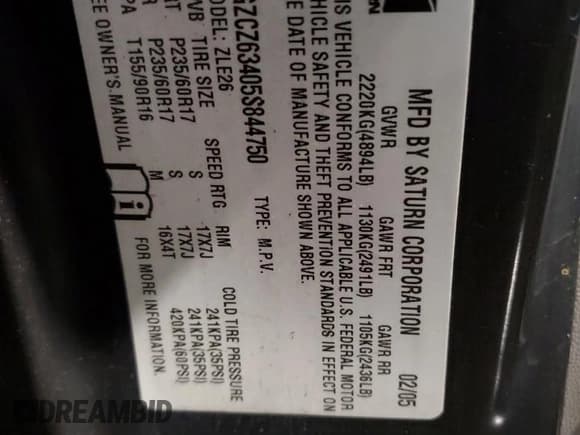 MFD BY SATURN CORPORATION 02/05
GVWR GAWR FRT GAWR RR
2220KG(4894LB) 1130KG(2491LB) 1105KG(2436LB)
IS VEHICLE CONFORMS TO ALL APPLICABLE U.S. FEDERAL MOTOR
HICLE SAFETY AND THEFT PREVENTION STANDARDS IN EFFECT ON
E DATE OF MANUFACTURE SHOWN ABOVE.
GZCZ63405S844750 TYPE: M.P.V.
MODEL: ZLE26
VB TIRE SIZE SPEED RTG RIM COLD TIRE PRESSURE
P235/60R17 S 17X7J 241KPA(35PSI)
P235/60R17 S 17X7J 241KPA(35PSI)
PA T155/90R16 M 16X4T 420KPA(60PSI)
EE OWNER'S MANUAL i FOR MORE INFORMATION.
DREAMBID